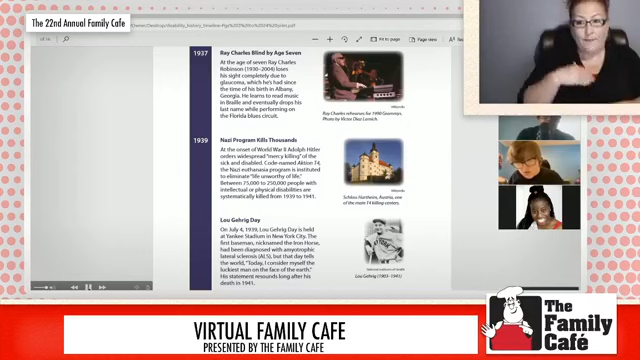 The 22nd Annual Family Cafe
Fit to page
Page view
1937
Ray Charles Blind by Age Seven
At the age of seven Ray Charles
Robinson (1930–2004) loses
his sight completely due to
glaucoma, which he's had since
the time of his birth in Albany,
Georgia. He learns to read music
in Braille and eventually drops his
last name while performing on
the Florida blues circuit.
Ray Charles rehearses for 1990 Grammys.
Photo by Victor Diaz Lamich.
1939
Nazi Program Kills Thousands
At the onset of World War II Adolph Hitler
orders widespread "mercy killing" of the
sick and disabled. Code-named Aktion T4,
the Nazi euthanasia program is instituted
to eliminate "life unworthy of life."
Between 75,000 to 250,000 people with
intellectual or physical disabilities are
systematically killed from 1939 to 1941.
Schloss Hartheim, Austria, one
of the main T4 killing centers.
Lou Gehrig Day
On July 4, 1939, Lou Gehrig Day is held
at Yankee Stadium in New York City. The
first baseman, nicknamed the Iron Horse,
had been diagnosed with amyotrophic
lateral sclerosis (ALS), but that day tells
the world, "Today, I consider myself the
luckiest man on the face of the earth."
His statement resounds long after his
death in 1941.
Lou Gehrig (1903–1941)
VIRTUAL FAMILY CAFE
PRESENTED BY THE FAMILY CAFE
The
Family
Café